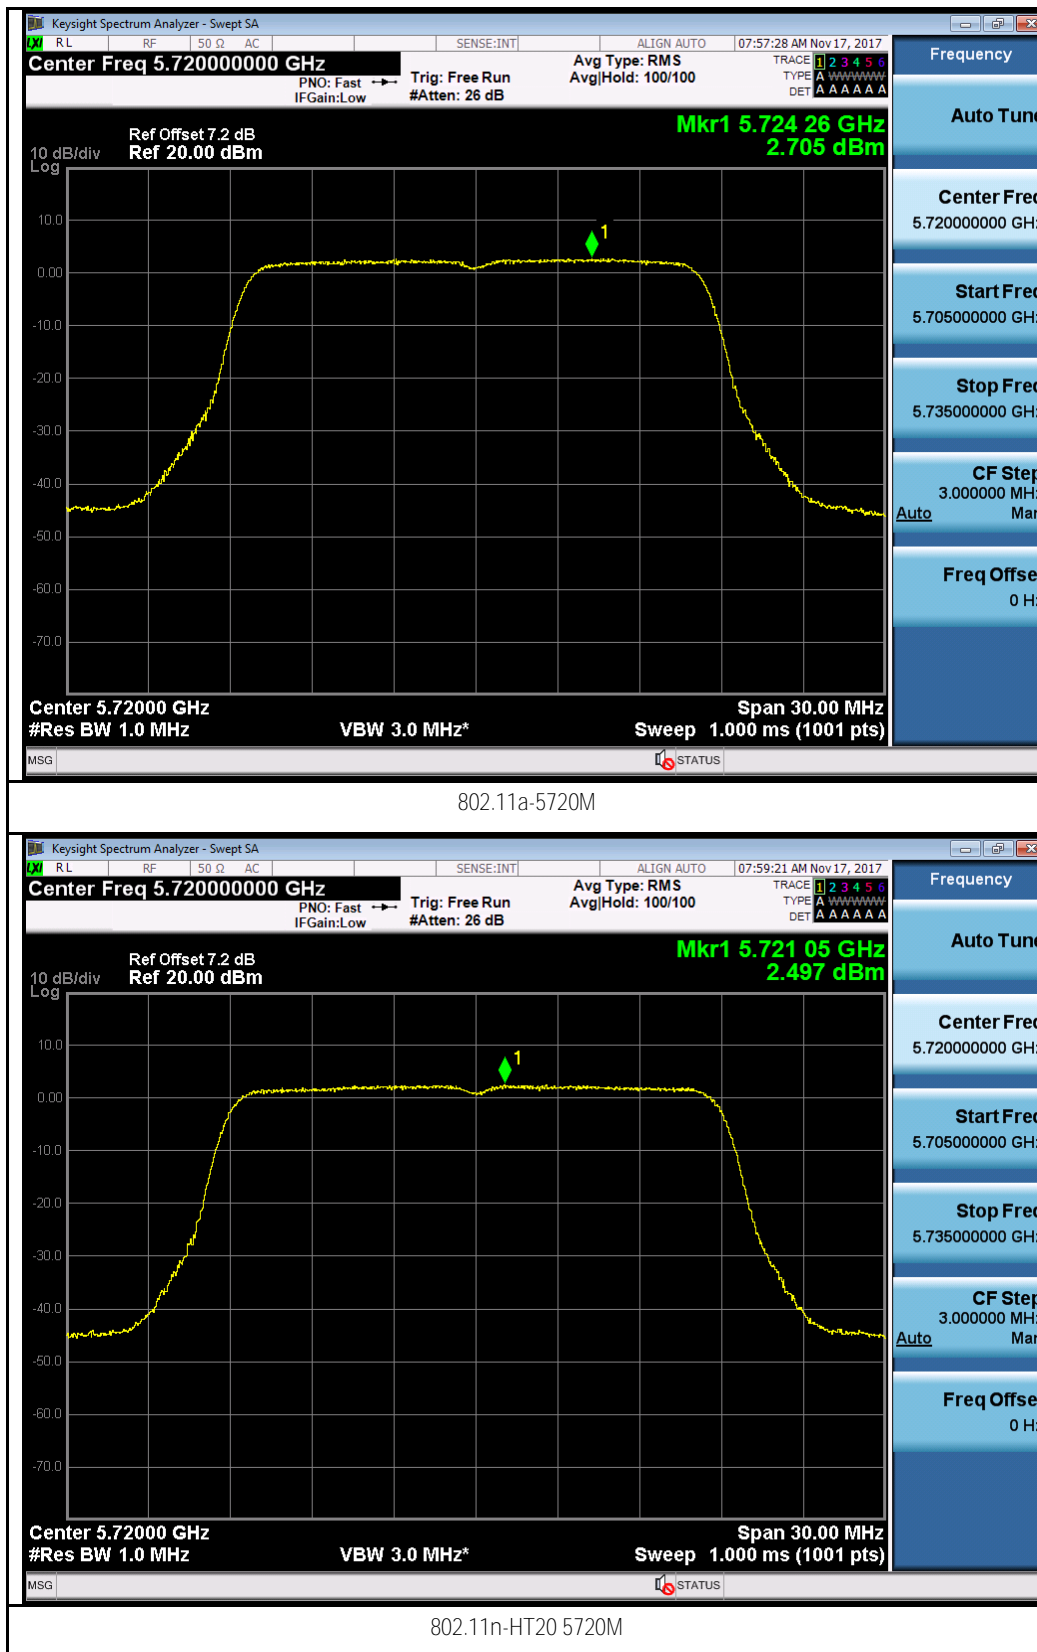 Keysight Spectrum Analyzer - Swept SA
LXI RL RF 50 Ω AC SENSE:INT ALIGN AUTO 07:57:28 AM Nov 17, 2017
Center Freq 5.720000000 GHz
PNO: Fast
IFGain:Low
Trig: Free Run
#Atten: 26 dB
Avg Type: RMS
Avg|Hold: 100/100
TRACE 1 2 3 4 5 6
TYPE A WWWWW
DET A A A A A A
Frequency
Auto Tune
Center Freq
5.720000000 GHz
Start Freq
5.705000000 GHz
Stop Freq
5.735000000 GHz
CF Step
3.000000 MHz
Auto Man
Freq Offset
0 Hz
Mkr1 5.724 26 GHz
2.705 dBm
Ref Offset 7.2 dB
10 dB/div Ref 20.00 dBm
Log
1
10.0
0.00
-10.0
-20.0
-30.0
-40.0
-50.0
-60.0
-70.0
Center 5.72000 GHz Span 30.00 MHz
#Res BW 1.0 MHz VBW 3.0 MHz* Sweep 1.000 ms (1001 pts)
MSG STATUS
802.11a-5720M
Keysight Spectrum Analyzer - Swept SA
LXI RL RF 50 Ω AC SENSE:INT ALIGN AUTO 07:59:21 AM Nov 17, 2017
Center Freq 5.720000000 GHz
PNO: Fast
IFGain:Low
Trig: Free Run
#Atten: 26 dB
Avg Type: RMS
Avg|Hold: 100/100
TRACE 1 2 3 4 5 6
TYPE A WWWWW
DET A A A A A A
Frequency
Auto Tune
Center Freq
5.720000000 GHz
Start Freq
5.705000000 GHz
Stop Freq
5.735000000 GHz
CF Step
3.000000 MHz
Auto Man
Freq Offset
0 Hz
Mkr1 5.721 05 GHz
2.497 dBm
Ref Offset 7.2 dB
10 dB/div Ref 20.00 dBm
Log
1
10.0
0.00
-10.0
-20.0
-30.0
-40.0
-50.0
-60.0
-70.0
Center 5.72000 GHz Span 30.00 MHz
#Res BW 1.0 MHz VBW 3.0 MHz* Sweep 1.000 ms (1001 pts)
MSG STATUS
802.11n-HT20 5720M